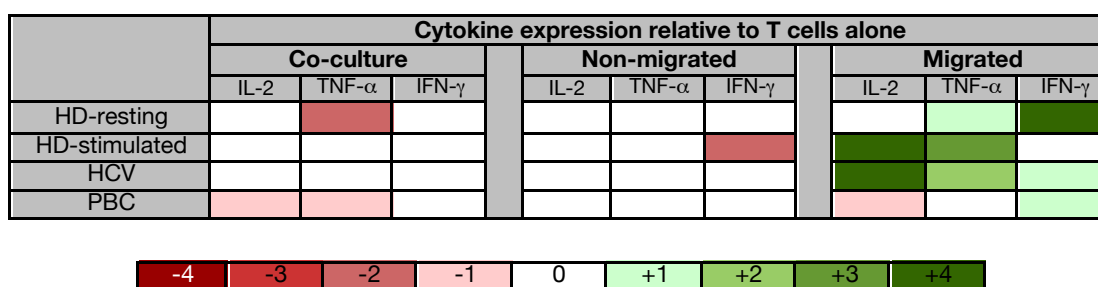 Cytokine expression relative to T cells alone
Co-culture Non-migrated Migrated
IL-2 TNF-α IFN-γ IL-2 TNF-α IFN-γ IL-2 TNF-α IFN-γ
HD-resting
HD-stimulated
HCV
PBC
-4 -3 -2 -1 0 +1 +2 +3 +4